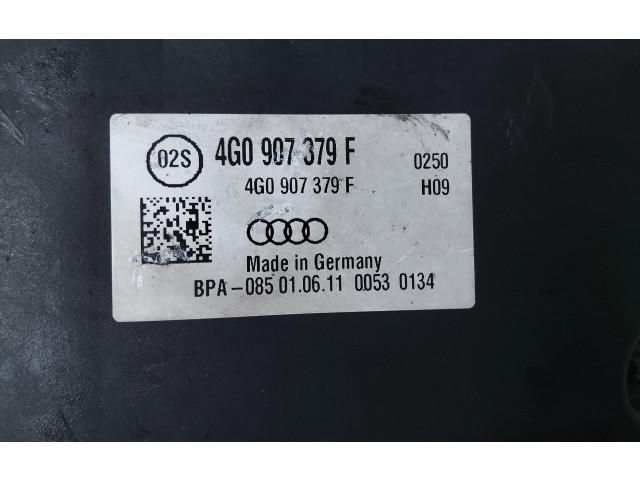 02S 4G0 907 379 F 0250
4G0 907 379 F H09
Made in Germany
BPA-085 01.06.11 0053 0134